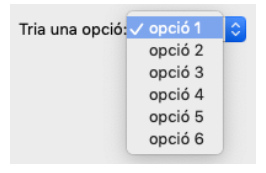 Tria una opció: ✓ opció 1
opció 2
opció 3
opció 4
opció 5
opció 6